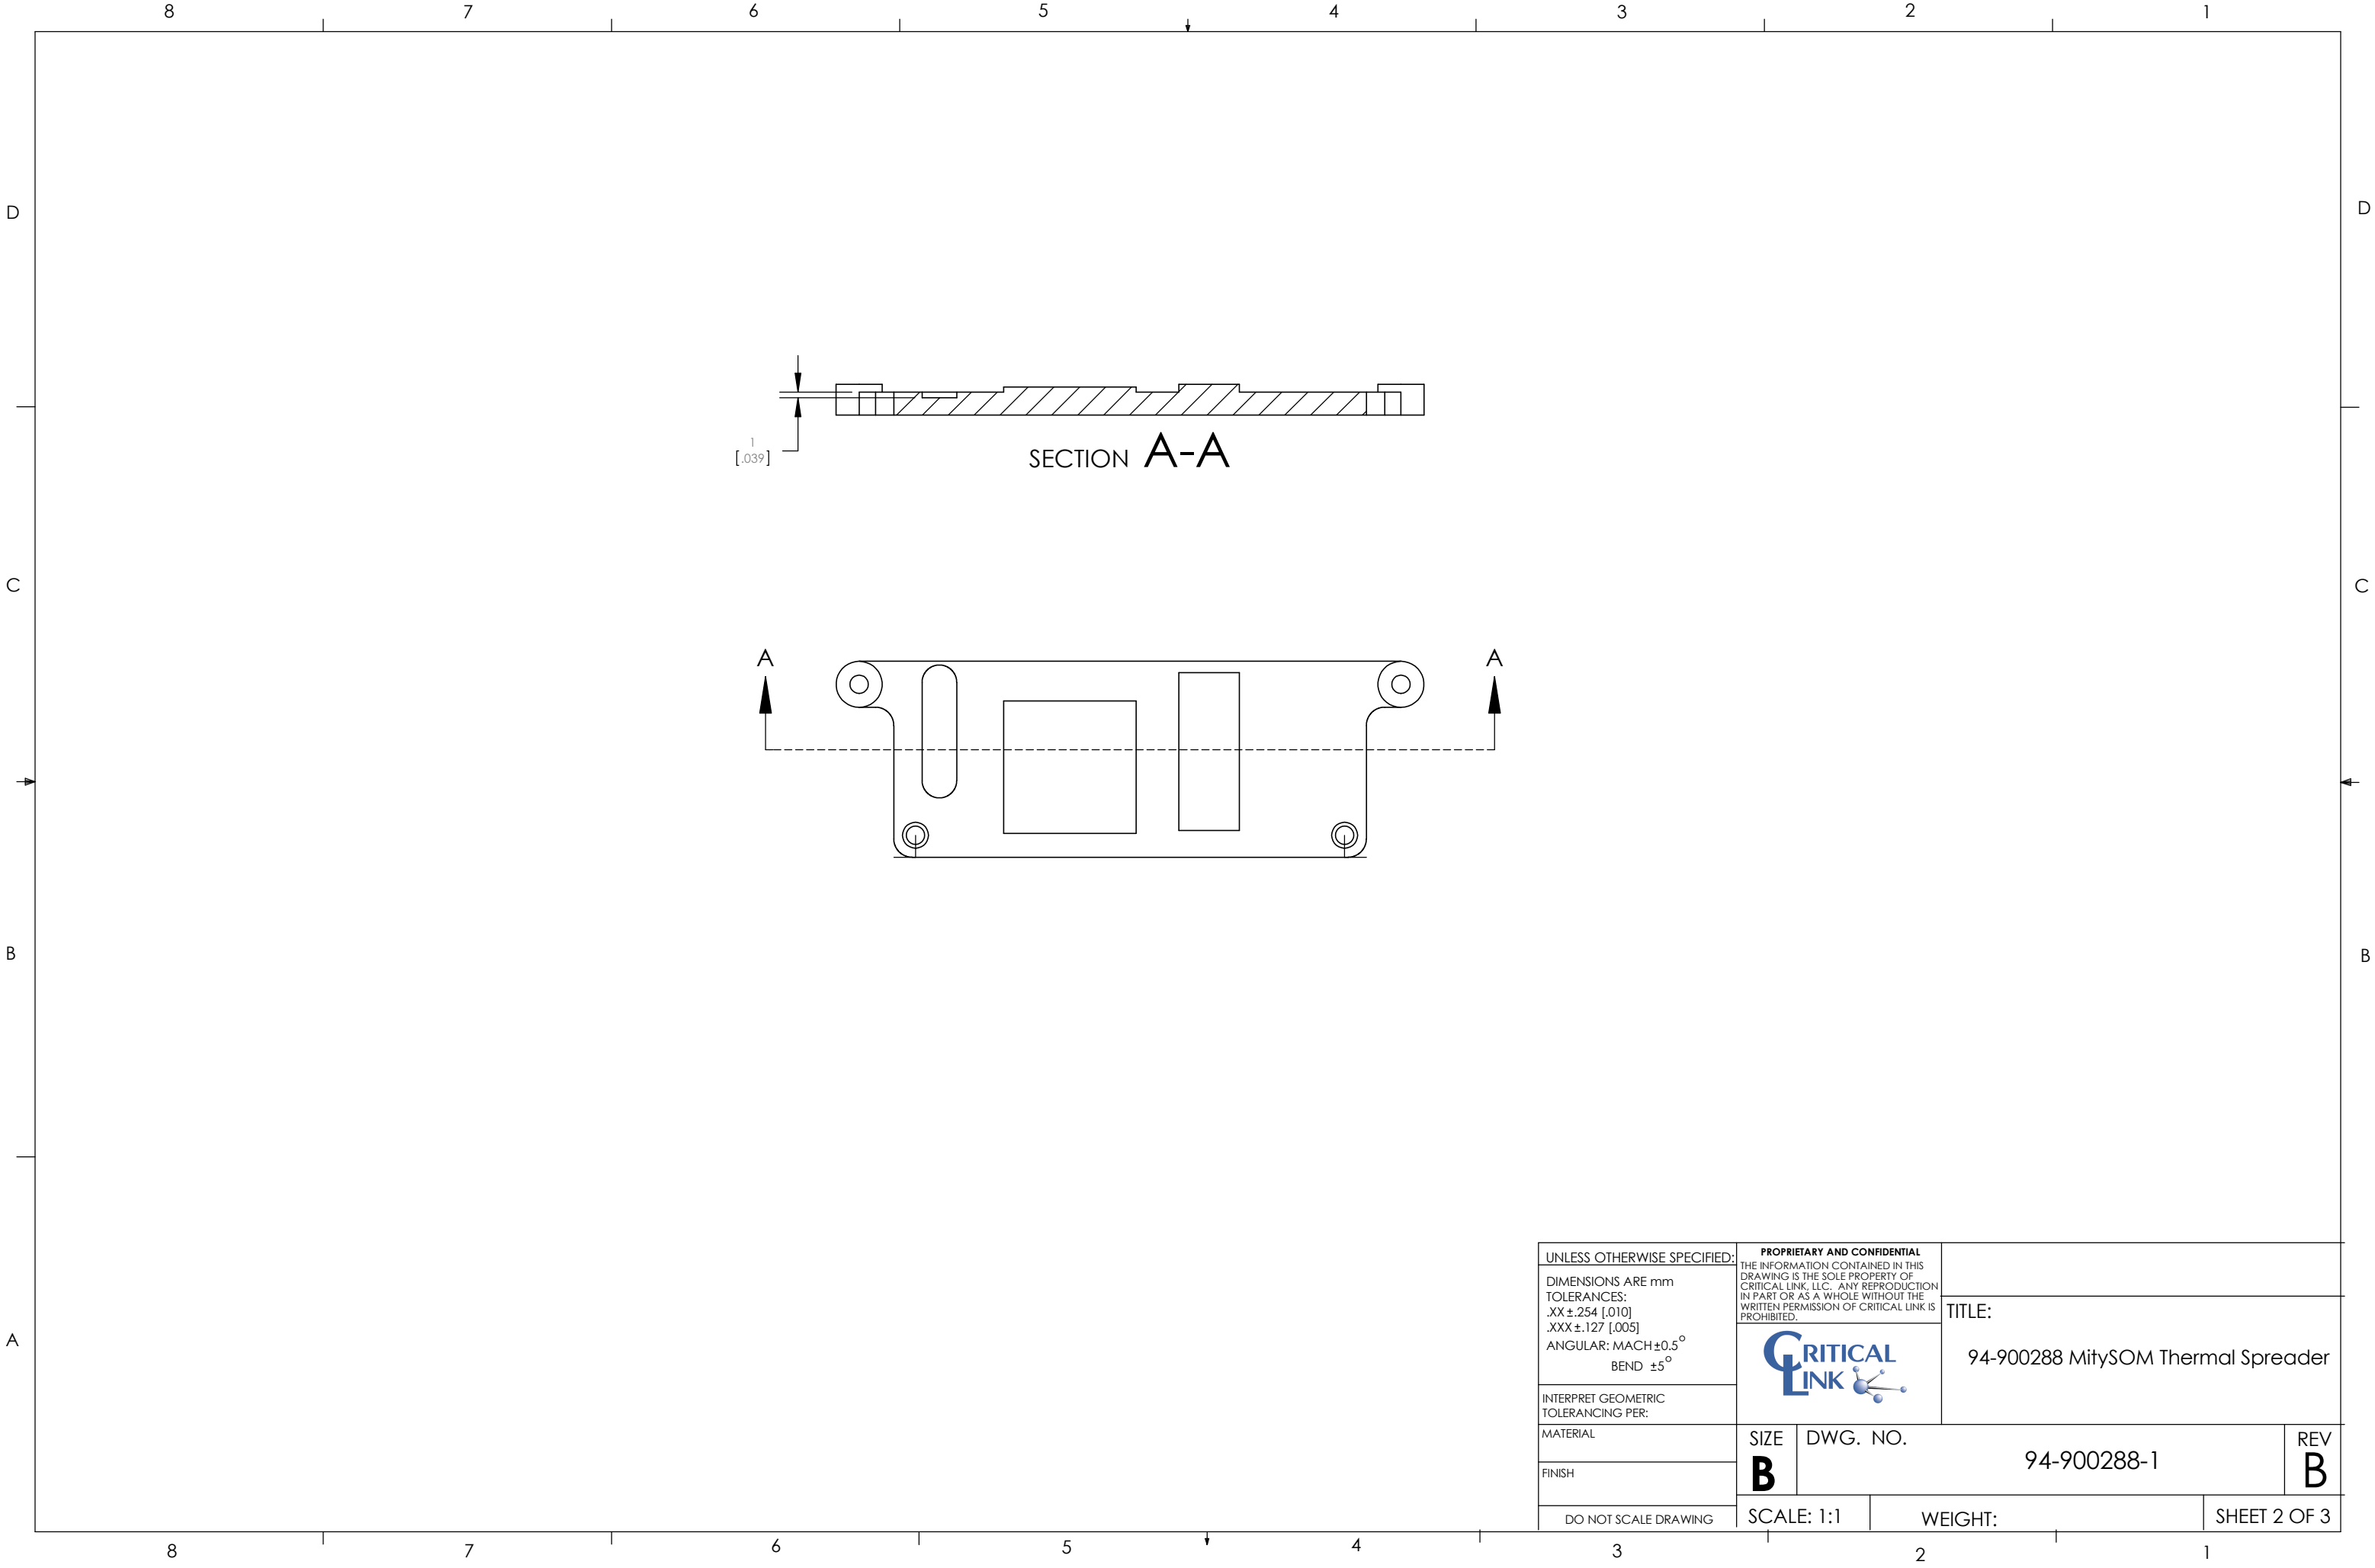 8 7 6 5 4 3 2 1
D D
1
[.039]
SECTION A-A
C C
A A
B B
A
UNLESS OTHERWISE SPECIFIED:
DIMENSIONS ARE mm
TOLERANCES:
.XX ±.254 [.010]
.XXX ±.127 [.005]
ANGULAR: MACH ±0.5°
BEND ±5°
INTERPRET GEOMETRIC
TOLERANCING PER:
MATERIAL
FINISH
DO NOT SCALE DRAWING
PROPRIETARY AND CONFIDENTIAL
THE INFORMATION CONTAINED IN THIS
DRAWING IS THE SOLE PROPERTY OF
CRITICAL LINK, LLC. ANY REPRODUCTION
IN PART OR AS A WHOLE WITHOUT THE
WRITTEN PERMISSION OF CRITICAL LINK IS
PROHIBITED.
CRITICAL
LINK
TITLE:
94-900288 MitySOM Thermal Spreader
SIZE
B
DWG. NO.
94-900288-1
REV
B
SCALE: 1:1
WEIGHT:
SHEET 2 OF 3
8 7 6 5 4 3 2 1